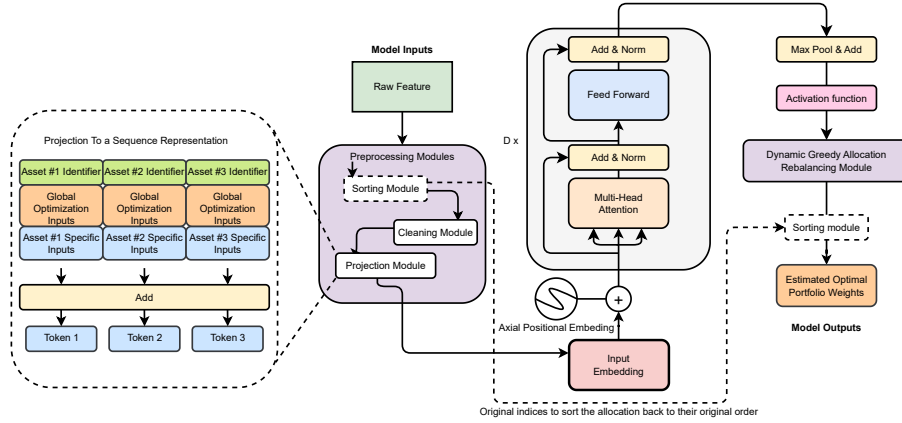 Projection To a Sequence Representation
Asset #1 Identifier
Asset #2 Identifier
Asset #3 Identifier
Global
Optimization
Inputs
Global
Optimization Inputs
Global
Optimization
Inputs
Asset #1 Specific
Inputs
Asset #2 Specific
Inputs
Asset #3 Specific
Inputs
Add
Token 1
Token 2
Token 3
Model Inputs
Raw Feature
Preprocessing Modules
Sorting Module
Cleaning Module
Projection Module
D x
Add & Norm
Feed Forward
Add & Norm
Multi-Head
Attention
+
Axial Positional Embeding
Input
Embedding
Original indices to sort the allocation back to their original order
Max Pool & Add
Activation function
Dynamic Greedy Allocation
Rebalancing Module
Sorting module
Estimated Optimal
Portfolio Weights
Model Outputs